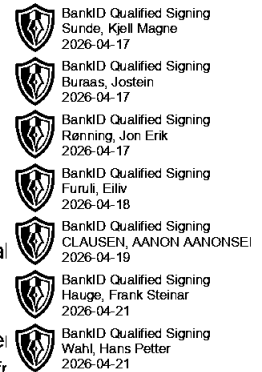 BankID Qualified Signing
Sunde, Kjell Magne
2026-04-17
BankID Qualified Signing
Buraas, Jostein
2026-04-17
BankID Qualified Signing
Rønning, Jon Erik
2026-04-17
BankID Qualified Signing
Furuli, Eiliv
2026-04-18
BankID Qualified Signing
CLAUSEN, AANON AANONSE
2026-04-19
BankID Qualified Signing
Hauge, Frank Steinar
2026-04-21
BankID Qualified Signing
Wahl, Hans Petter
2026-04-21